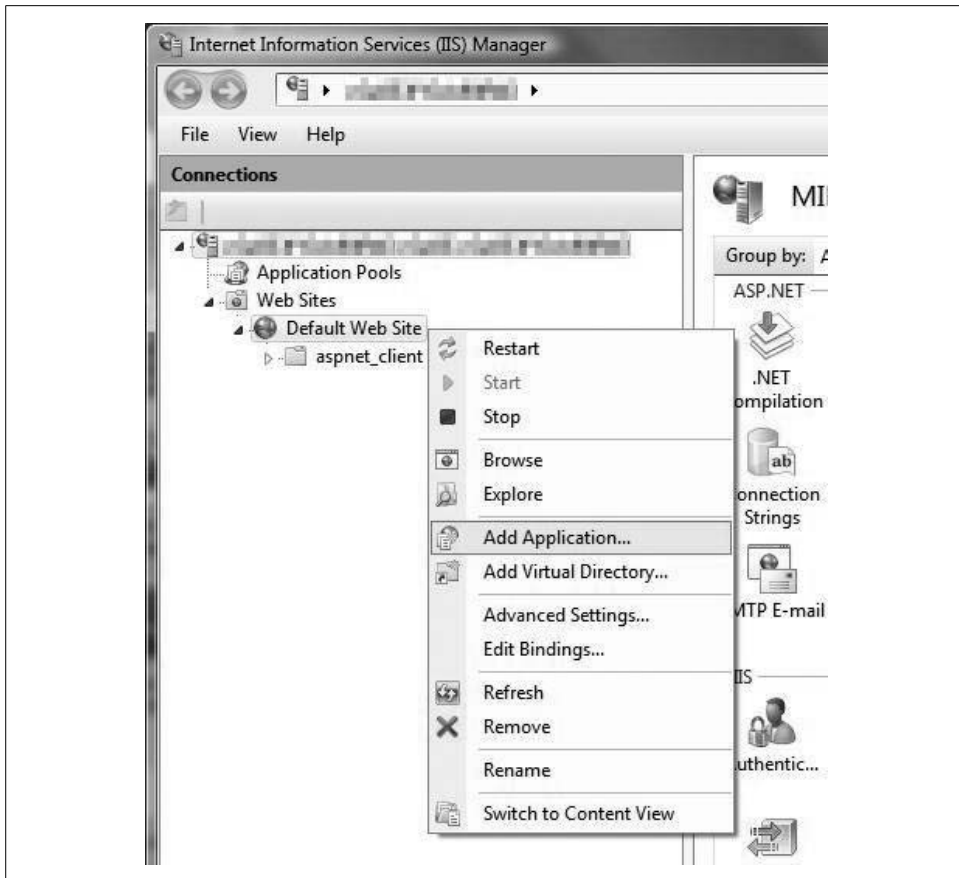 Internet Information Services (IIS) Manager
File View Help
Connections
Application Pools
Web Sites
Default Web Site
aspnet_client
Restart
Start
Stop
Browse
Explore
Add Application...
Add Virtual Directory...
Advanced Settings...
Edit Bindings...
Refresh
Remove
Rename
Switch to Content View
MI
Group by: A
ASP.NET
.NET
ompilation
ab
onnection
Strings
MTP E-mail
IIS
uthentic...